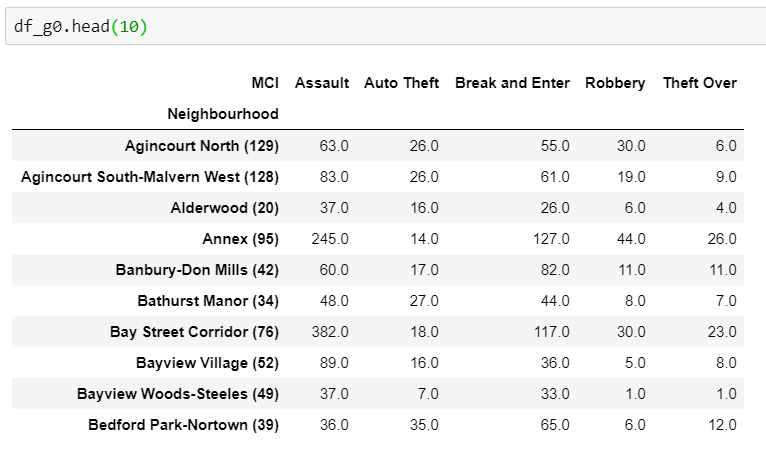 df_g0.head(10)
MCI Assault Auto Theft Break and Enter Robbery Theft Over
Neighbourhood
Agincourt North (129) 63.0 26.0 55.0 30.0 6.0
Agincourt South-Malvern West (128) 83.0 26.0 61.0 19.0 9.0
Alderwood (20) 37.0 16.0 26.0 6.0 4.0
Annex (95) 245.0 14.0 127.0 44.0 26.0
Banbury-Don Mills (42) 60.0 17.0 82.0 11.0 11.0
Bathurst Manor (34) 48.0 27.0 44.0 8.0 7.0
Bay Street Corridor (76) 382.0 18.0 117.0 30.0 23.0
Bayview Village (52) 89.0 16.0 36.0 5.0 8.0
Bayview Woods-Steeles (49) 37.0 7.0 33.0 1.0 1.0
Bedford Park-Nortown (39) 36.0 35.0 65.0 6.0 12.0